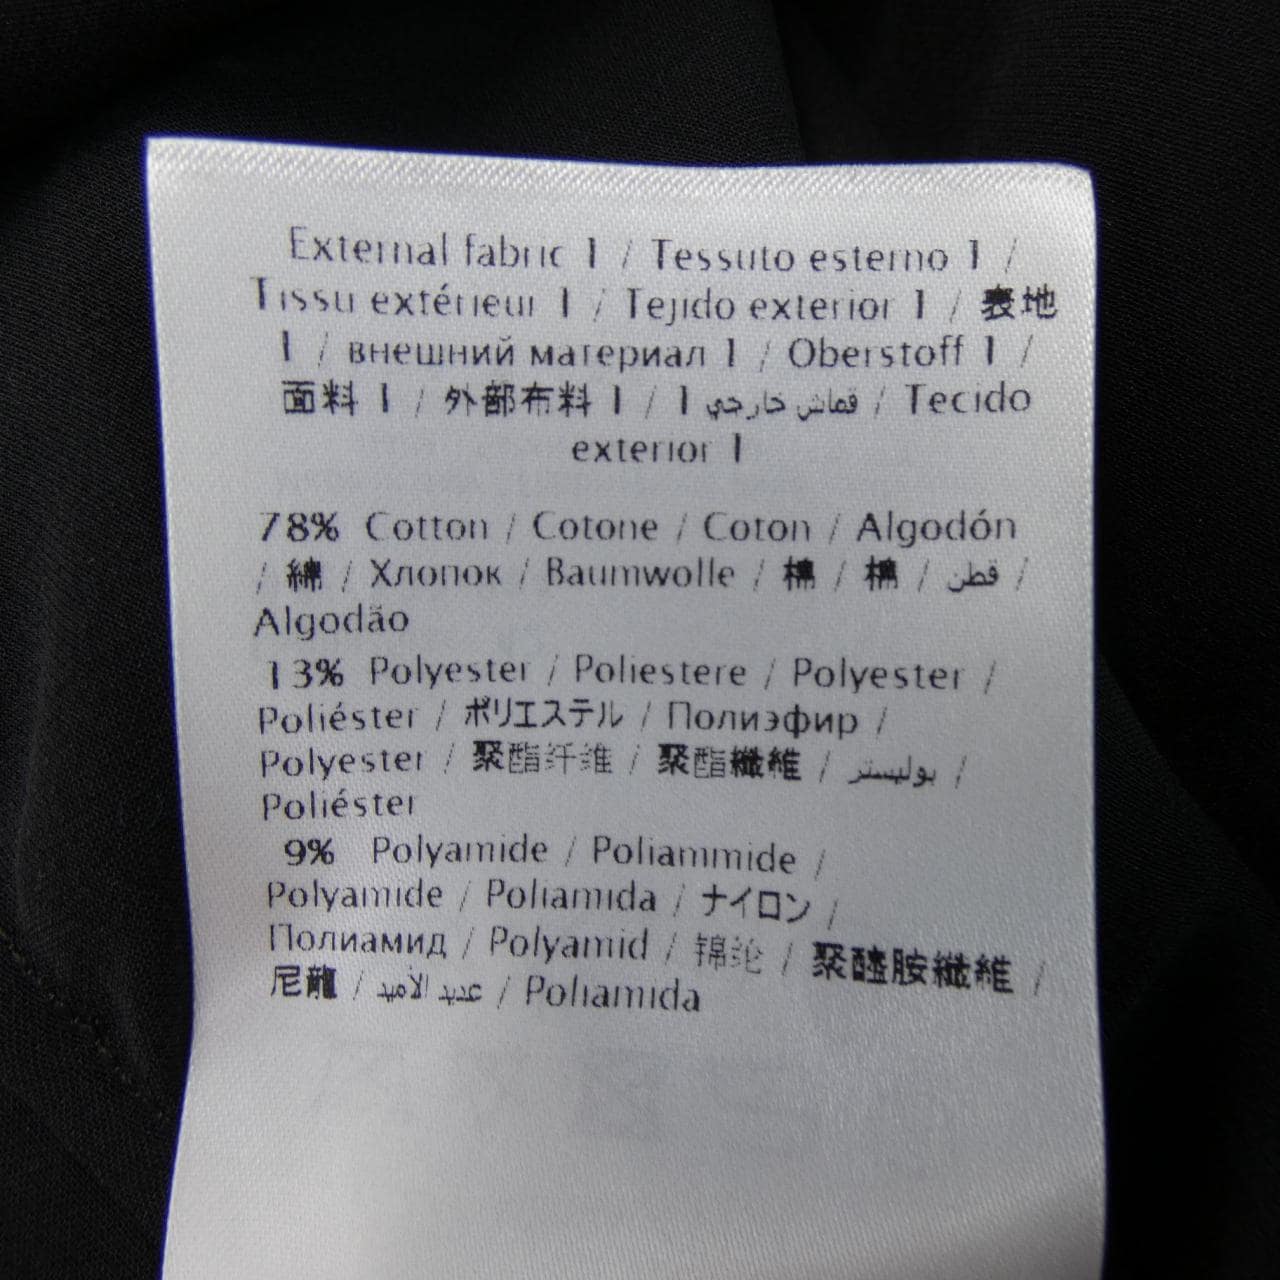 External fabric 1 / Tessuto esterno 1 /
Tissu extérieur 1 / Tejido exterior 1 / 表地
1 / внешний материал 1 / Oberstoff 1 /
面料 1 / 外部布料 1 / 1 قماش خارجي / Tecido
exterior 1
78% Cotton / Cotone / Coton / Algodón
/ 綿 / Хлопок / Baumwolle / 棉 / 棉 / قطن /
Algodão
13% Polyester / Poliestere / Polyester /
Poliéster / ポリエステル / Полиэфир /
Polyester / 聚酯纤维 / 聚酯纖維 / بوليستر /
Poliéster
9% Polyamide / Poliammide /
Polyamide / Poliamida / ナイロン /
Полиамид / Polyamid / 锦纶 / 聚醯胺纖維 /
尼龍 / عديد الأميد / Poliamida